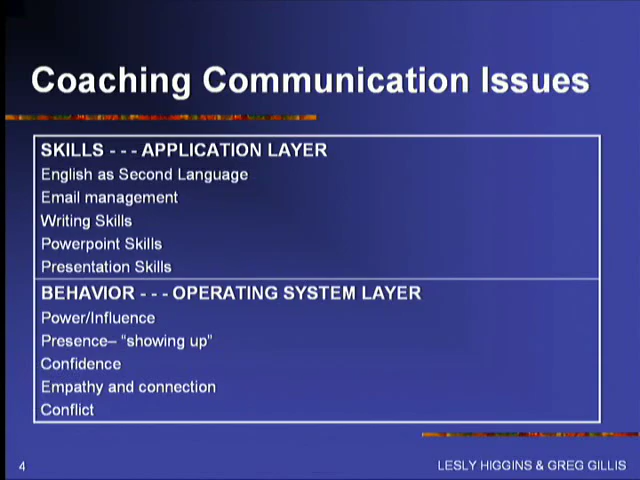 Coaching Communication Issues
SKILLS - - - APPLICATION LAYER
English as Second Language
Email management
Writing Skills
Powerpoint Skills
Presentation Skills
BEHAVIOR - - - OPERATING SYSTEM LAYER
Power/Influence
Presence– “showing up”
Confidence
Empathy and connection
Conflict
4
LESLY HIGGINS & GREG GILLIS